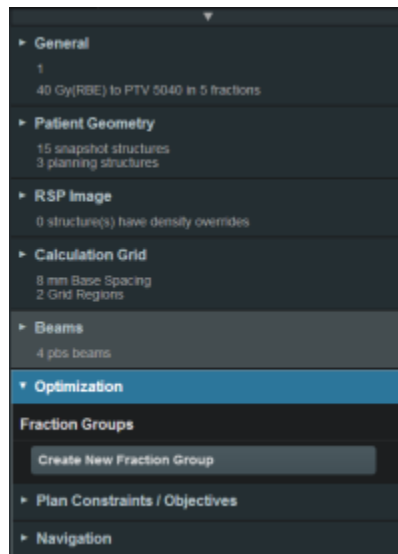 General
1
40 Gy(RBE) to PTV 5040 in 5 fractions
Patient Geometry
15 snapshot structures
3 planning structures
RSP Image
0 structure(s) have density overrides
Calculation Grid
8 mm Base Spacing
2 Grid Regions
Beams
4 pbs beams
Optimization
Fraction Groups
Create New Fraction Group
Plan Constraints / Objectives
Navigation